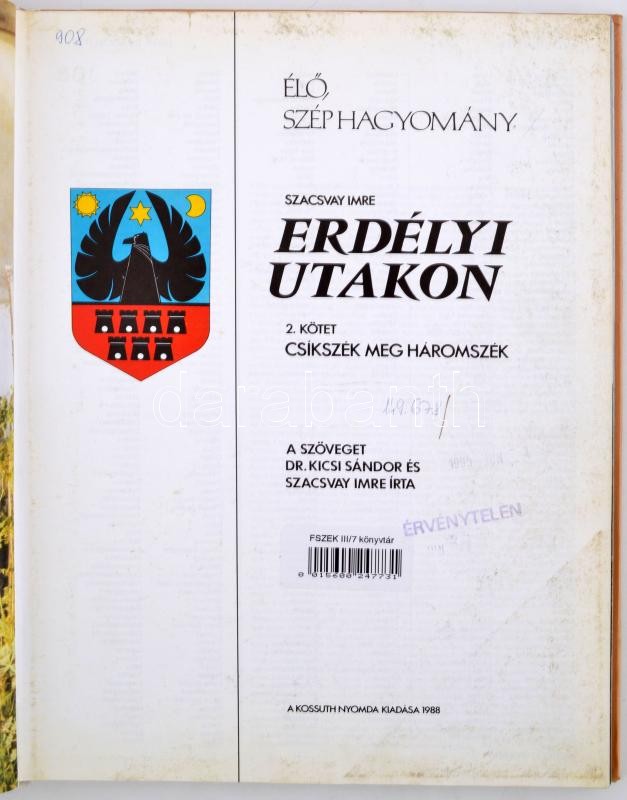 908
ÉLŐ,
SZÉP HAGYOMÁNY
SZACSVAY IMRE
ERDÉLYI
UTAKON
2. KÖTET
CSÍKSZÉK MEG HÁROMSZÉK
darabanth
A SZÖVEGET
DR. KICSI SÁNDOR ÉS
SZACSVAY IMRE ÍRTA
ÉRVÉNYTELEN
FSZEK III/7 könyvtár
0 015600 247731
A KOSSUTH NYOMDA KIADÁSA 1988